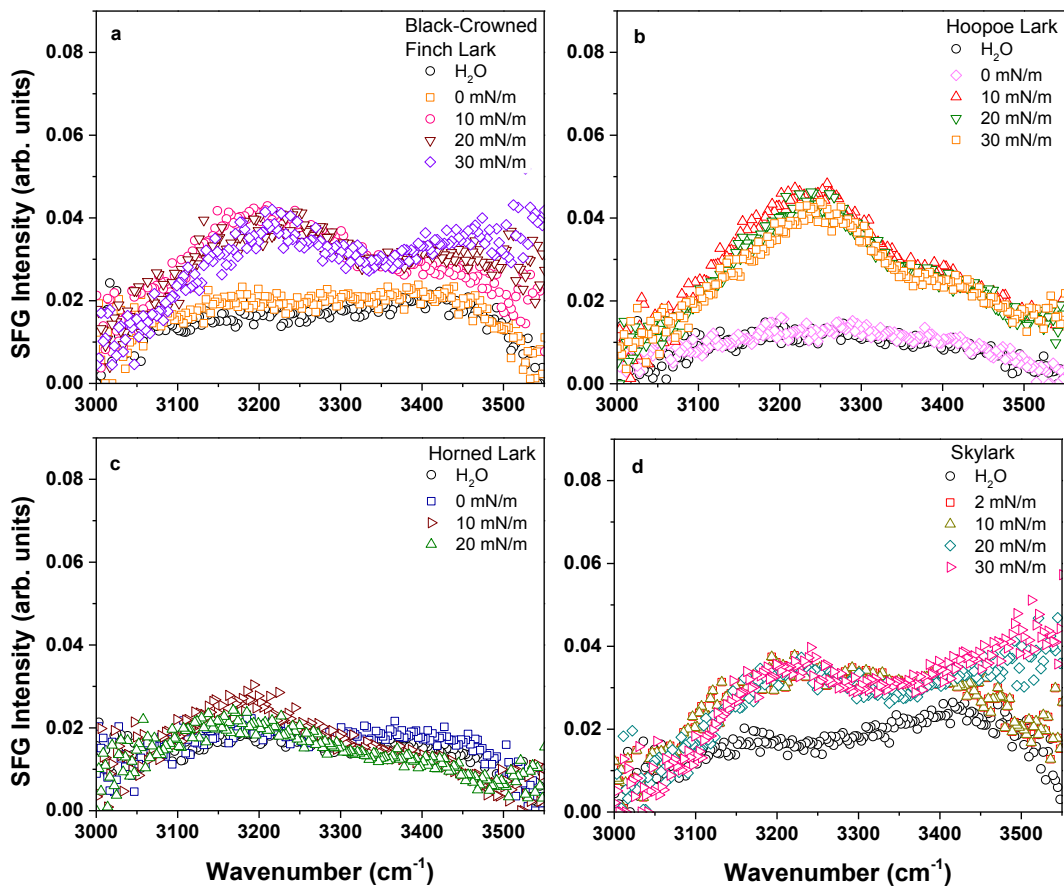 a
Black-Crowned
Finch Lark
H₂O
0 mN/m
10 mN/m
20 mN/m
30 mN/m
0.08
0.06
0.04
0.02
0.00
SFG Intensity (arb. units)
3000 3100 3200 3300 3400 3500
b
Hoopoe Lark
H₂O
0 mN/m
10 mN/m
20 mN/m
30 mN/m
0.08
0.06
0.04
0.02
0.00
3000 3100 3200 3300 3400 3500
c
Horned Lark
H₂O
0 mN/m
10 mN/m
20 mN/m
0.08
0.06
0.04
0.02
0.00
SFG Intensity (arb. units)
3000 3100 3200 3300 3400 3500
Wavenumber (cm⁻¹)
d
Skylark
H₂O
2 mN/m
10 mN/m
20 mN/m
30 mN/m
0.08
0.06
0.04
0.02
0.00
3000 3100 3200 3300 3400 3500
Wavenumber (cm⁻¹)